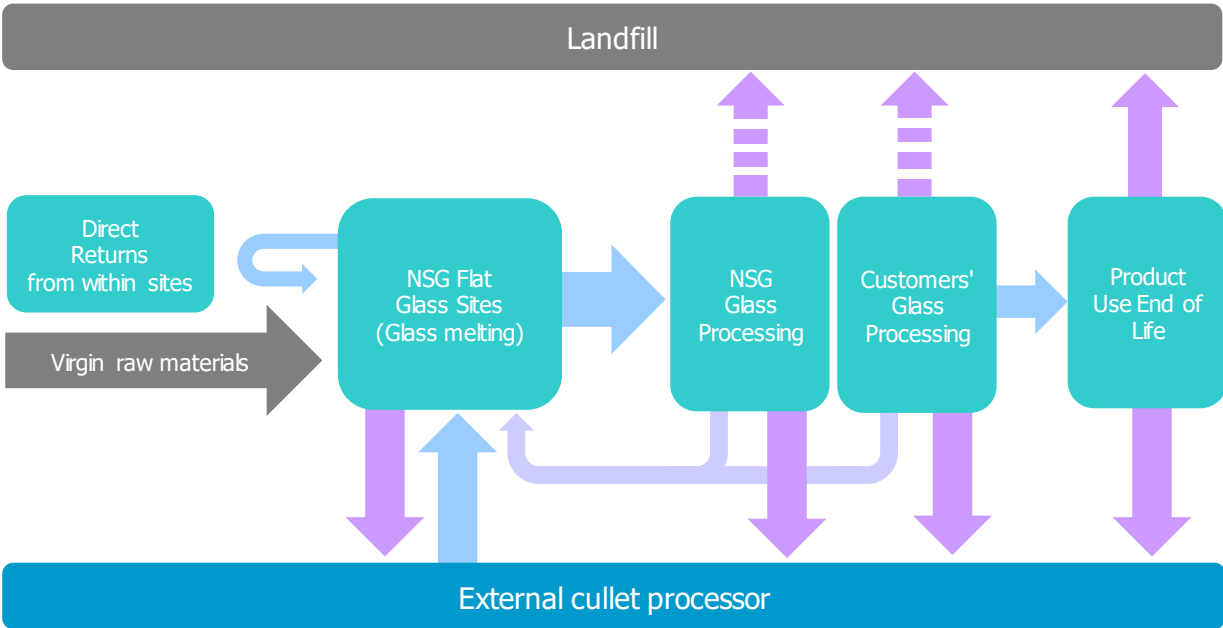 Landfill
Direct
Returns
from within sites
Virgin raw materials
NSG Flat
Glass Sites
(Glass melting)
NSG
Glass
Processing
Customers'
Glass
Processing
Product
Use End of
Life
External cullet processor